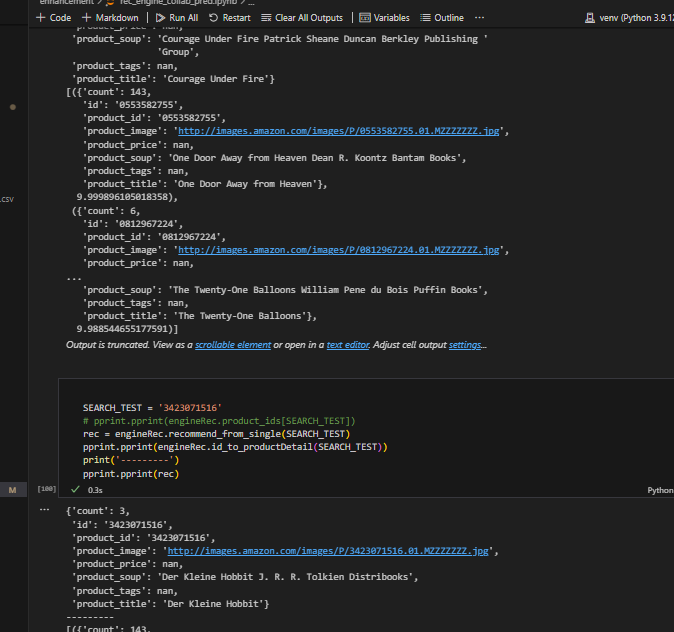 enhancement > rec_engine_collab_pred.ipynb > ...
+ Code + Markdown | Run All Restart Clear All Outputs | Variables Outline ... venv (Python 3.9.12
'product_price': nan,
'product_soup': 'Courage Under Fire Patrick Sheane Duncan Berkley Publishing '
'Group',
'product_tags': nan,
'product_title': 'Courage Under Fire'}
[({'count': 143,
'id': '0553582755',
'product_id': '0553582755',
'product_image': 'http://images.amazon.com/images/P/0553582755.01.MZZZZZZZ.jpg',
'product_price': nan,
'product_soup': 'One Door Away from Heaven Dean R. Koontz Bantam Books',
'product_tags': nan,
'product_title': 'One Door Away from Heaven'},
.csv
9.999896105018358),
({'count': 6,
'id': '0812967224',
'product_id': '0812967224',
'product_image': 'http://images.amazon.com/images/P/0812967224.01.MZZZZZZZ.jpg',
'product_price': nan,
...
'product_soup': 'The Twenty-One Balloons William Pene du Bois Puffin Books',
'product_tags': nan,
'product_title': 'The Twenty-One Balloons'},
9.988544655177591)]
Output is truncated. View as a scrollable element or open in a text editor. Adjust cell output settings...
SEARCH_TEST = '3423071516'
# pprint.pprint(engineRec.product_ids[SEARCH_TEST])
rec = engineRec.recommend_from_single(SEARCH_TEST)
pprint.pprint(engineRec.id_to_productDetail(SEARCH_TEST))
print('---------')
pprint.pprint(rec)
M [100] ✓ 0.3s Python
... {'count': 3,
'id': '3423071516',
'product_id': '3423071516',
'product_image': 'http://images.amazon.com/images/P/3423071516.01.MZZZZZZZ.jpg',
'product_price': nan,
'product_soup': 'Der Kleine Hobbit J. R. R. Tolkien Distribooks',
'product_tags': nan,
'product_title': 'Der Kleine Hobbit'}
---------
[({'count': 143,